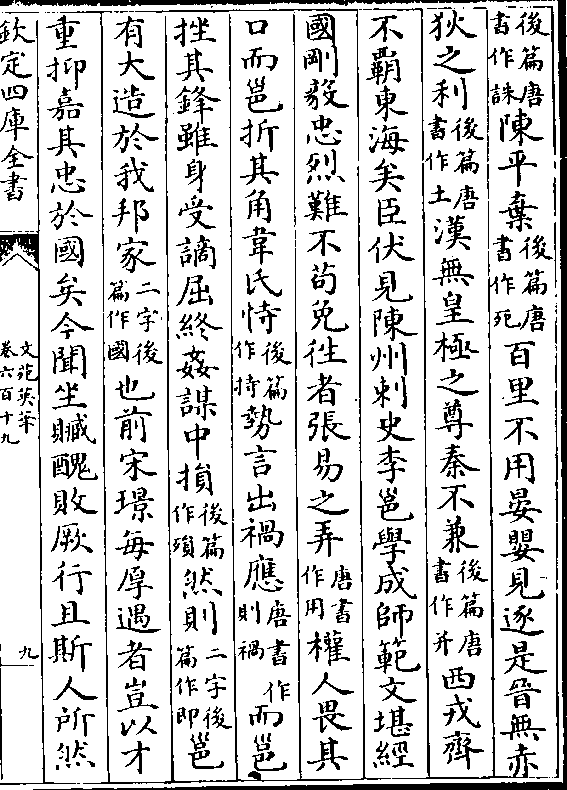 後篇唐書作誅陳平棄後篇唐書作死百里不用晏嬰見逐是晉無赤
狄之利後篇唐書作土漢無皇極之尊秦不兼後篇唐書作并西戎齊
不霸東海矣臣伏見陳州刺史李邕學成師範文堪經
國剛毅忠烈難不茍免往者張易之弄唐書作用權人畏其
口而邕折其角韋氏恃後篇作持勢言出禍應唐書作則禍而邕
挫其鋒雖身受謫屈終姦謀中損後篇作殞然則二字後篇作即邕
有大造於我邦家二字後篇作國也前宋璟每厚遇者豈以才
重抑嘉其忠於國矣今聞坐贓醜敗厥行且斯人所然
欽定四庫全書
文苑英華
卷六百十九
九